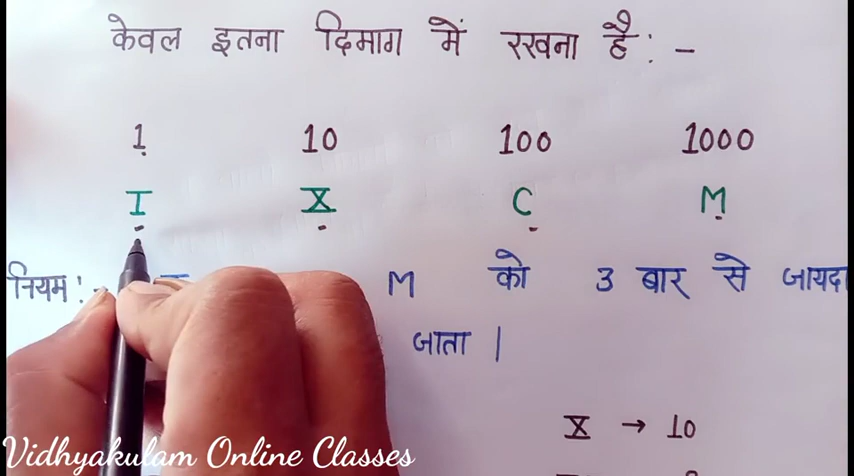 केवल इतना दिमाग में रखना है: -
1 10 100 1000
I X C M
नियम :- M को 3 बार से जायदा
जाता |
X → 10
Vidhyakulam Online Classes